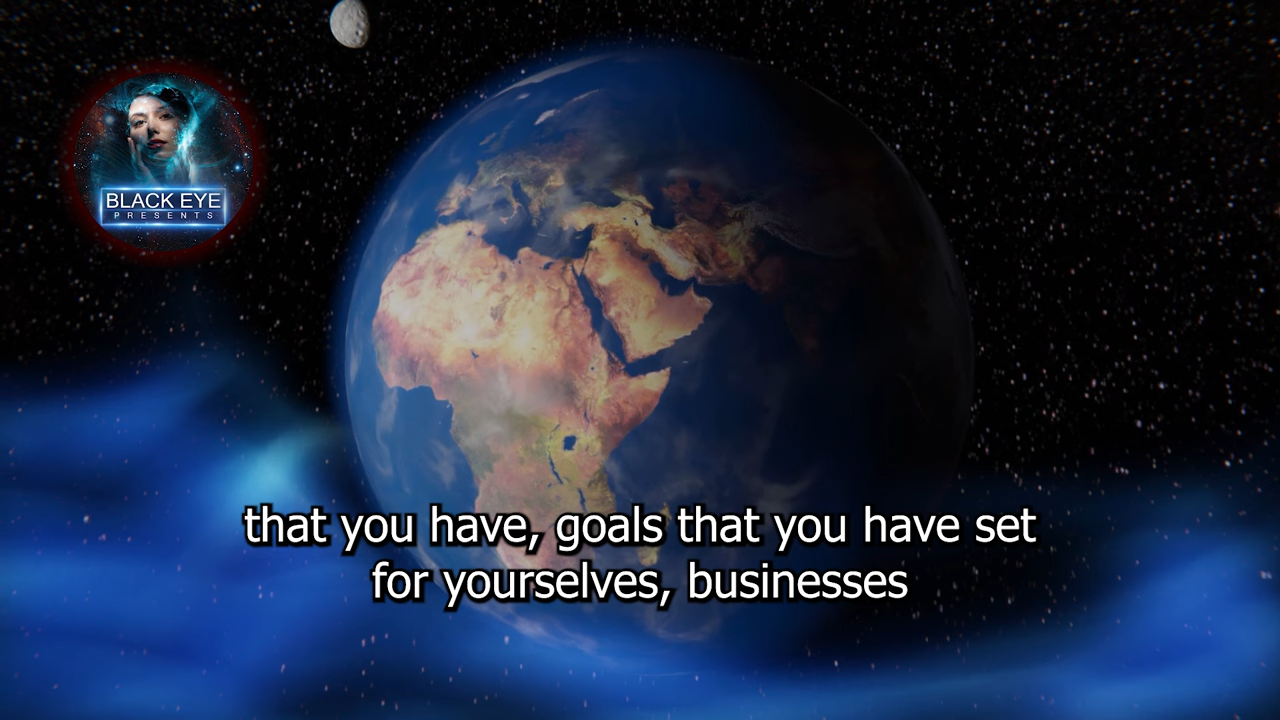 BLACK EYE
PRESENTS
that you have, goals that you have set
for yourselves, businesses